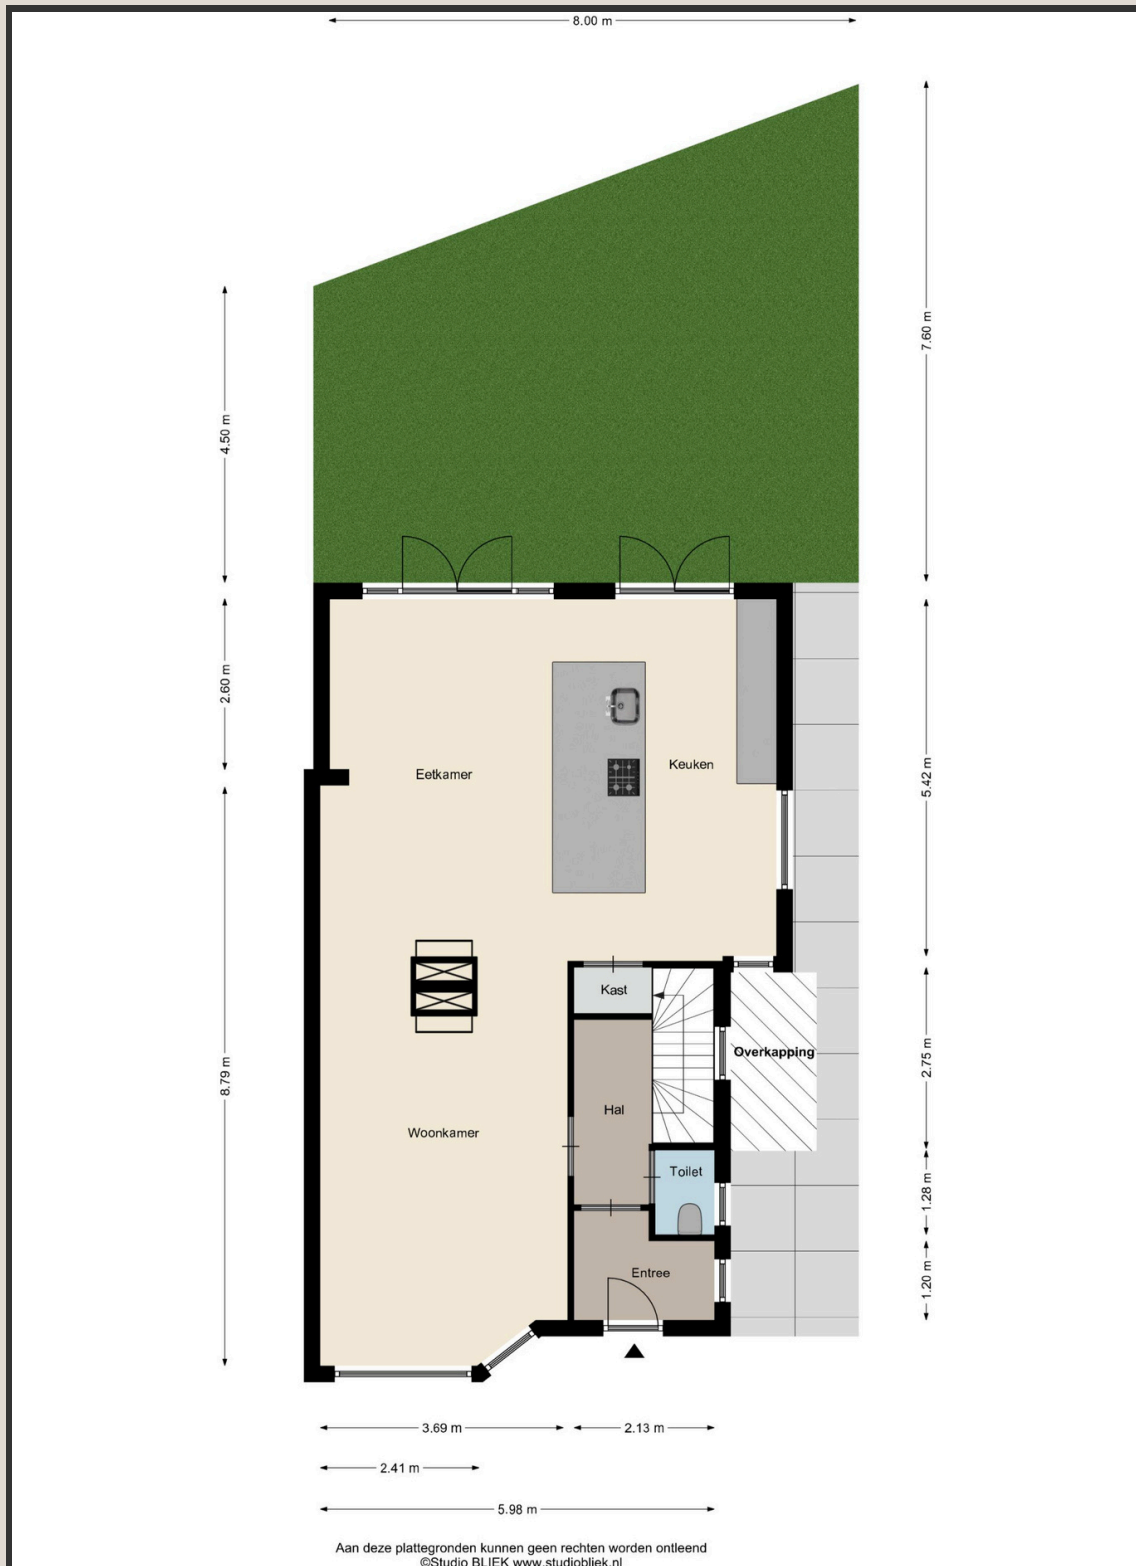 8.00 m
7.60 m
4.50 m
2.60 m
5.42 m
Keuken
Eetkamer
Kast
Overkapping
2.75 m
8.79 m
Hal
Woonkamer
Toilet
1.28 m
Entree
1.20 m
3.69 m
2.13 m
2.41 m
5.98 m
Aan deze plattegronden kunnen geen rechten worden ontleend
©Studio BLIEK www.studiobliek.nl